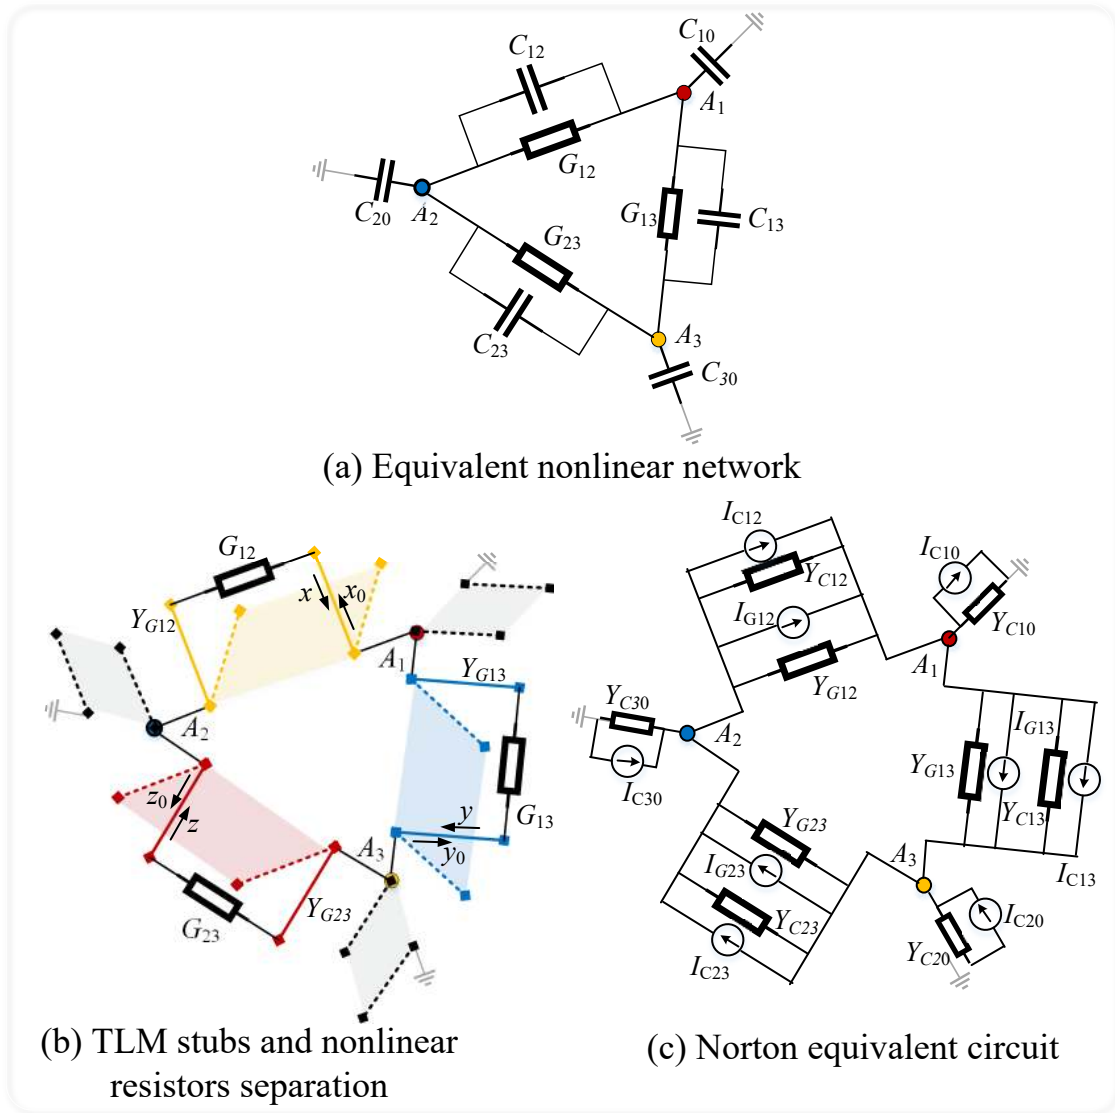 C10
C12
A1
G12
C20
A2
G13
C13
G23
C23
A3
C30
(a) Equivalent nonlinear network
IC12
G12
IC10
YC12
x
x0
YG12
IG12
YC10
A1
YG13
A1
YG12
YC30
A2
A2
IG13
YG13
z0
IC30
YC13
z
y
G13
YG23
A3
y0
A3
IG23
IC13
YG23
YC23
IC20
G23
YC20
IC23
(b) TLM stubs and nonlinear
resistors separation
(c) Norton equivalent circuit